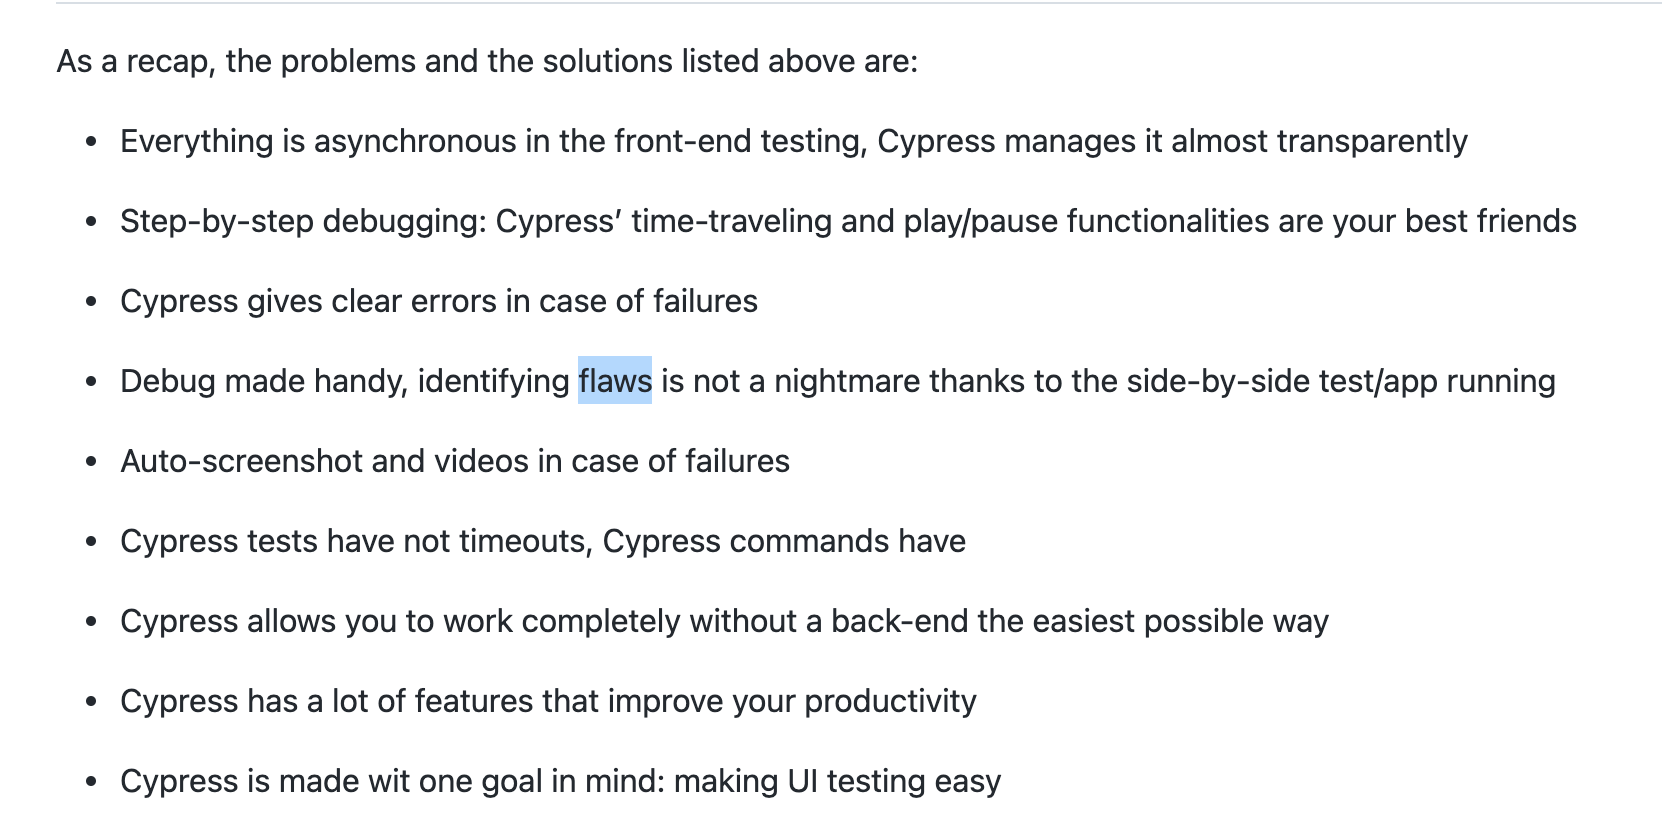 As a recap, the problems and the solutions listed above are:
• Everything is asynchronous in the front-end testing, Cypress manages it almost transparently
• Step-by-step debugging: Cypress’ time-traveling and play/pause functionalities are your best friends
• Cypress gives clear errors in case of failures
• Debug made handy, identifying flaws is not a nightmare thanks to the side-by-side test/app running
• Auto-screenshot and videos in case of failures
• Cypress tests have not timeouts, Cypress commands have
• Cypress allows you to work completely without a back-end the easiest possible way
• Cypress has a lot of features that improve your productivity
• Cypress is made wit one goal in mind: making UI testing easy